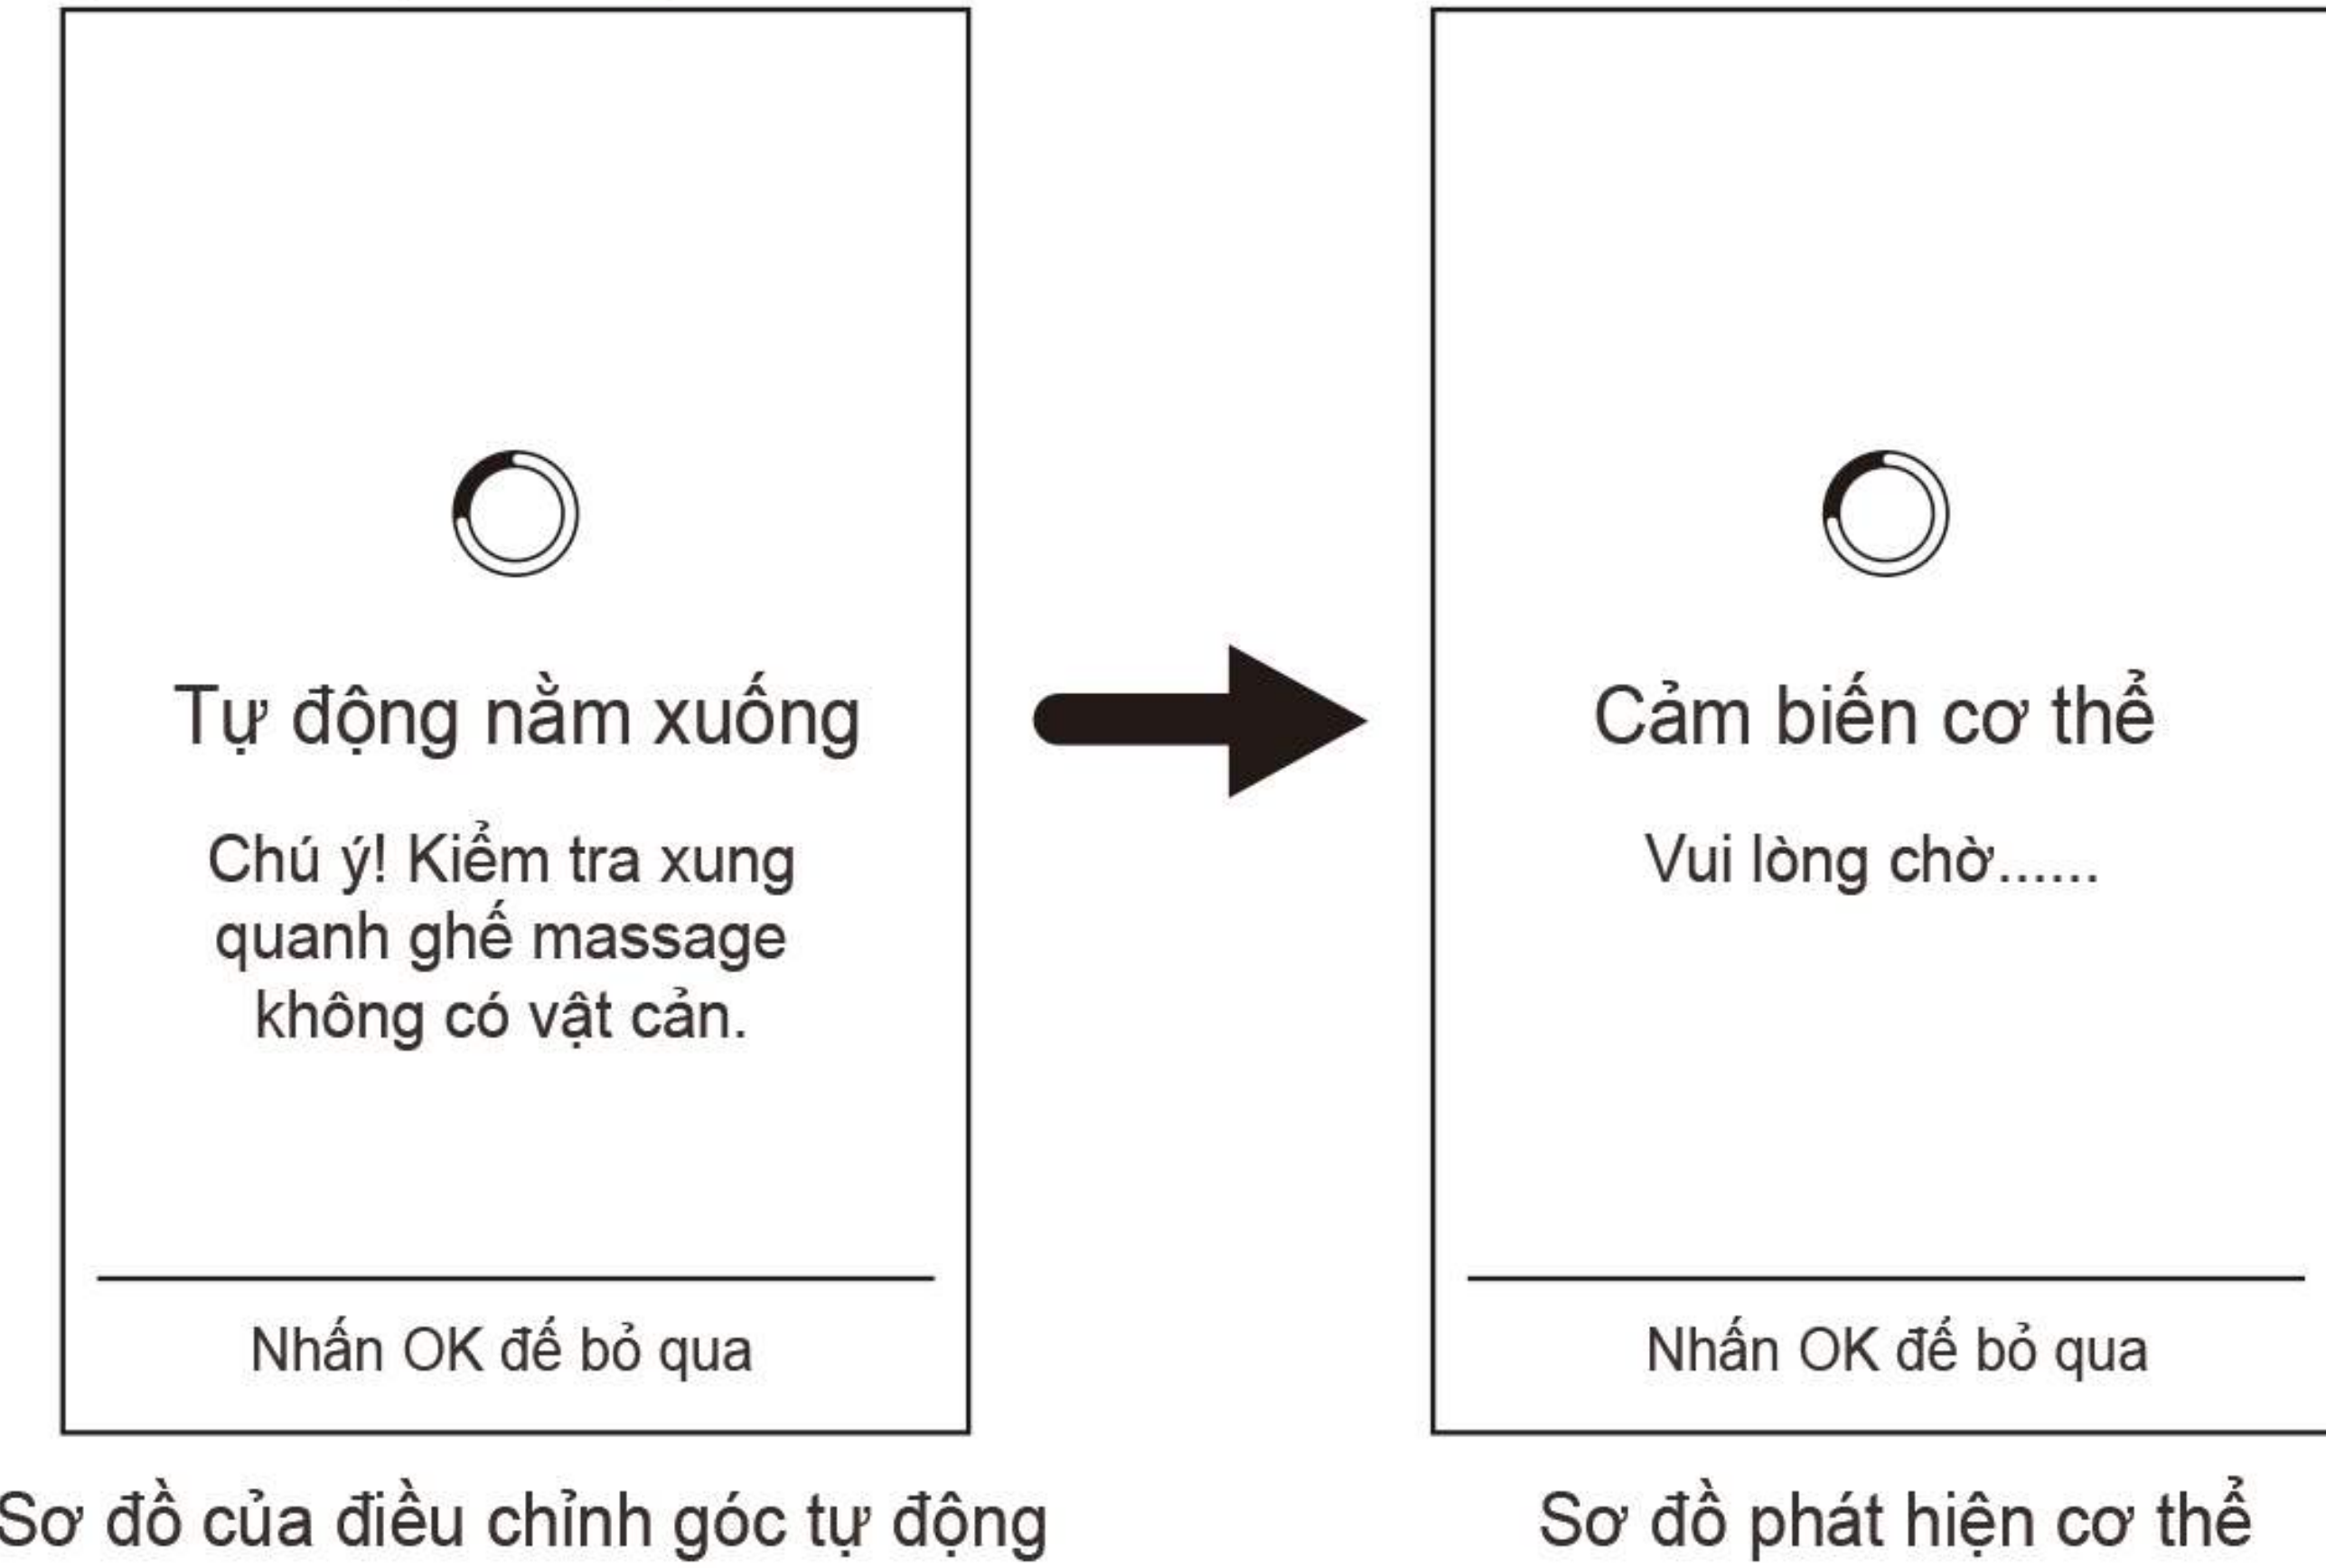 Tự động nằm xuống
Chú ý! Kiểm tra xung
quanh ghế massage
không có vật cản.
Nhấn OK đế bỏ qua
Sơ đồ của điều chỉnh góc tự động
Cảm biến cơ thể
Vui lòng chờ......
Nhấn OK đế bỏ qua
Sơ đồ phát hiện cơ thể